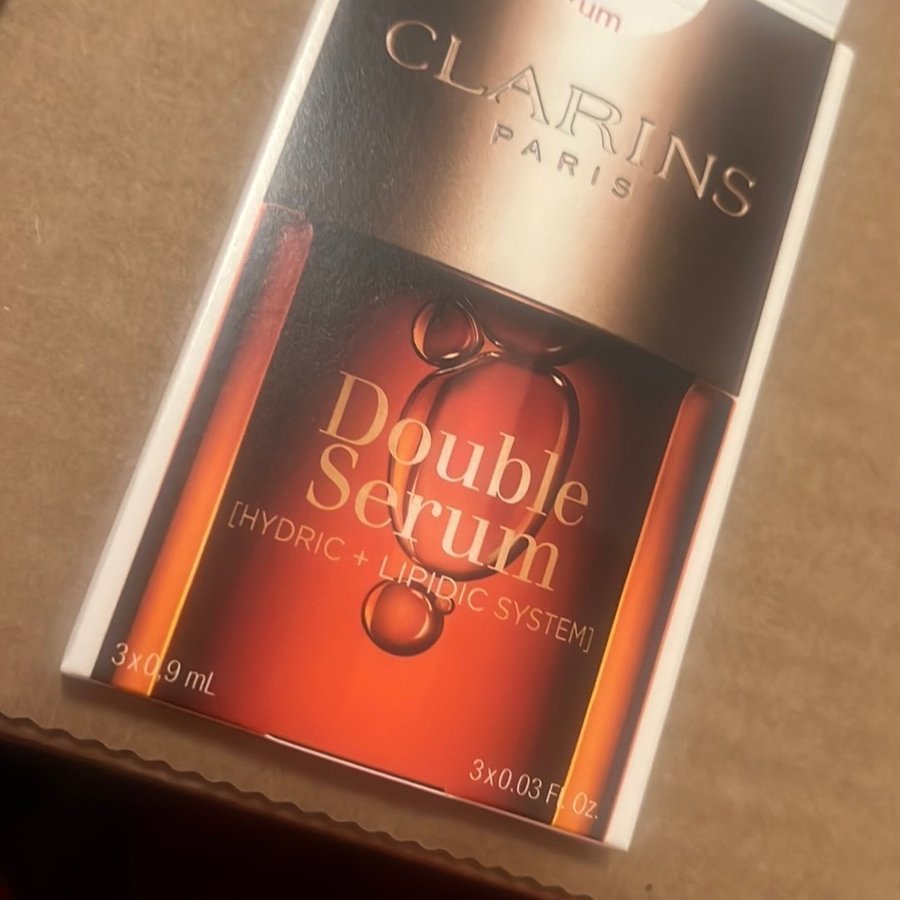 CLARINS
PARIS
Double
Serum
[HYDRIC + LIPIDIC SYSTEM]
3x0,9 mL
3x0.03 Fl. Oz.